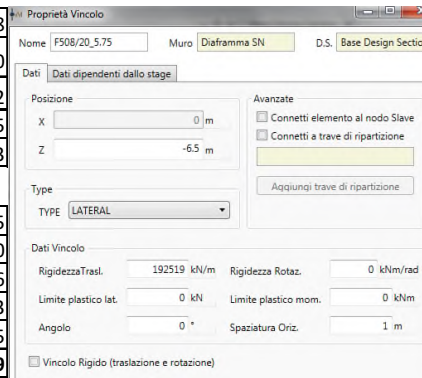 Proprietà Vincolo
Nome F508/20_5.75 Muro Diaframma SN D.S. Base Design Sectio
Dati Dati dipendenti dallo stage
Posizione
X 0 m
Z -6.5 m
Avanzate
Connetti elemento al nodo Slave
Connetti a trave di ripartizione
Aggiungi trave di ripartizione
Type
TYPE LATERAL
Dati Vincolo
RigidezzaTrasl. 192519 kN/m Rigidezza Rotaz. 0 kNm/rad
Limite plastico lat. 0 kN Limite plastico mom. 0 kNm
Angolo 0 ° Spaziatura Oriz. 1 m
Vincolo Rigido (traslazione e rotazione)